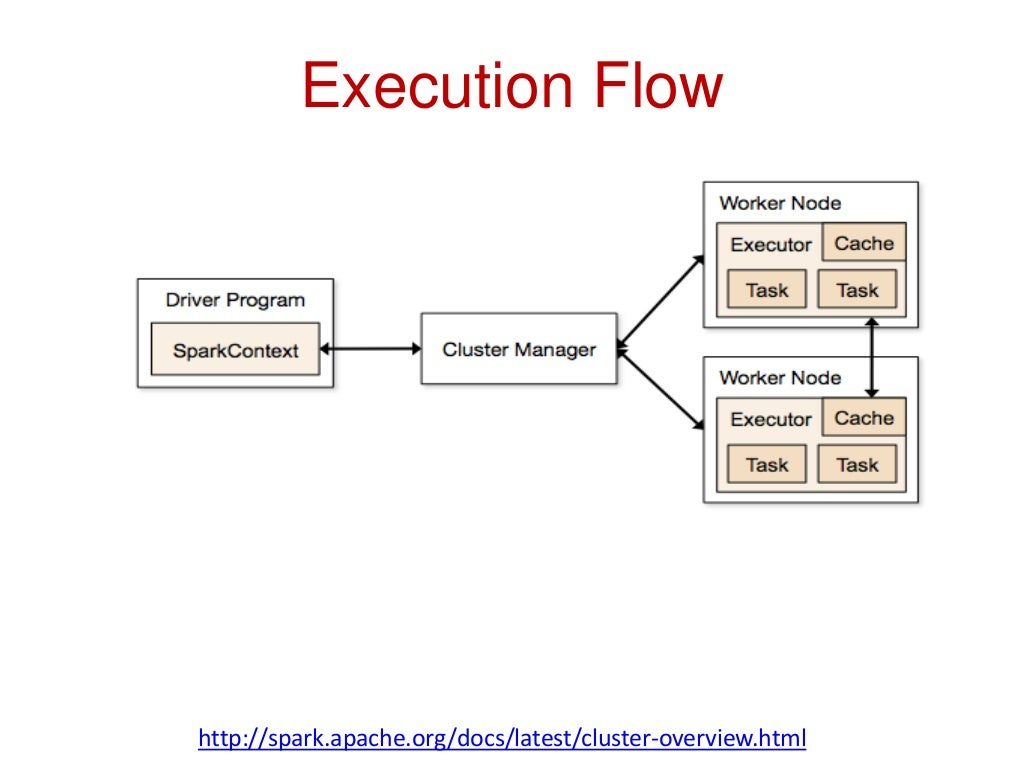 Execution Flow
Driver Program
SparkContext
Cluster Manager
Worker Node
Executor
Cache
Task
Task
Worker Node
Executor
Cache
Task
Task
http://spark.apache.org/docs/latest/cluster-overview.html